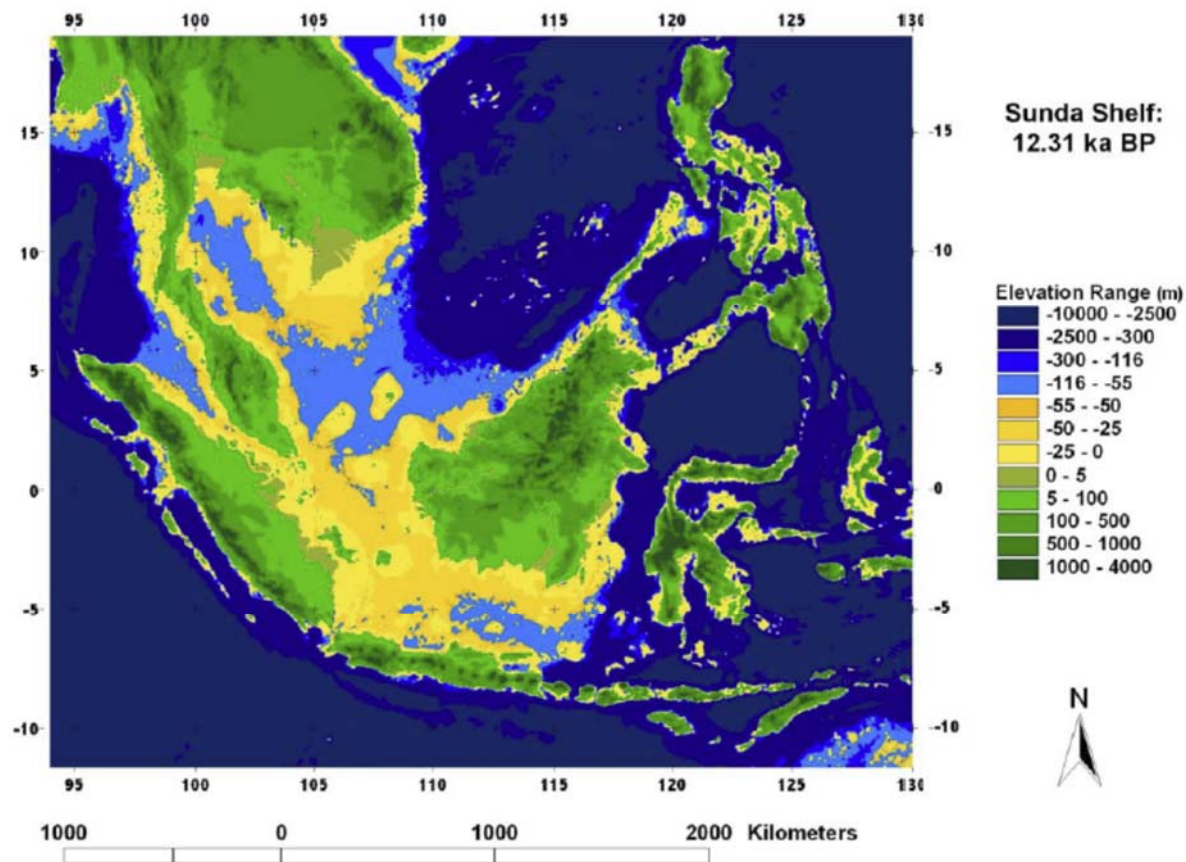 95 100 105 110 115 120 125 130
Sunda Shelf:
12.31 ka BP
15 -15
10 -10
5 -5
0 -0
-5 -5
-10 -10
95 100 105 110 115 120 125 130
Elevation Range (m)
-10000 - -2500
-2500 - -300
-300 - -116
-116 - -55
-55 - -50
-50 - -25
-25 - 0
0 - 5
5 - 100
100 - 500
500 - 1000
1000 - 4000
N
1000 0 1000 2000 Kilometers